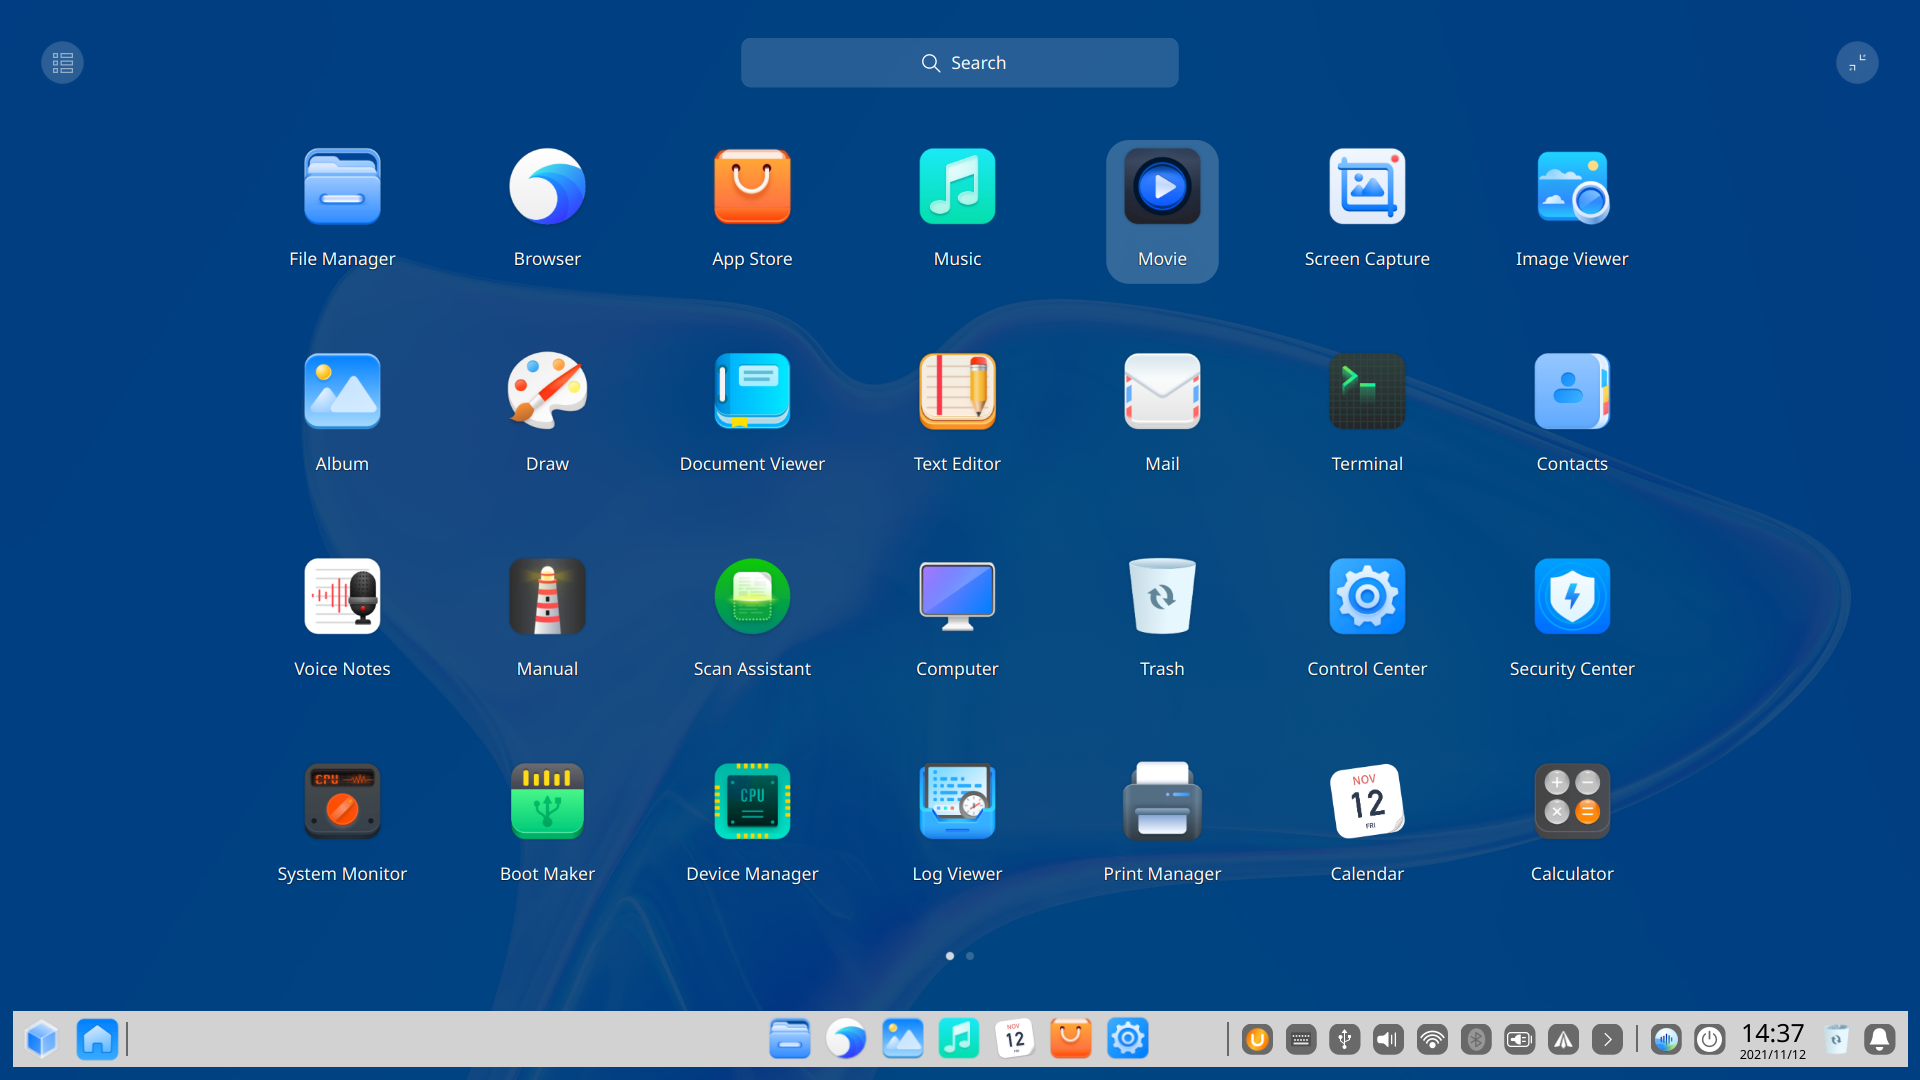 Search
File Manager
Browser
App Store
Music
Movie
Screen Capture
Image Viewer
Album
Draw
Document Viewer
Text Editor
Mail
Terminal
Contacts
Voice Notes
Manual
Scan Assistant
Computer
Trash
Control Center
Security Center
CPU
CPU
NOV
12
FRI
System Monitor
Boot Maker
Device Manager
Log Viewer
Print Manager
Calendar
Calculator
NOV
12
14:37
2021/11/12